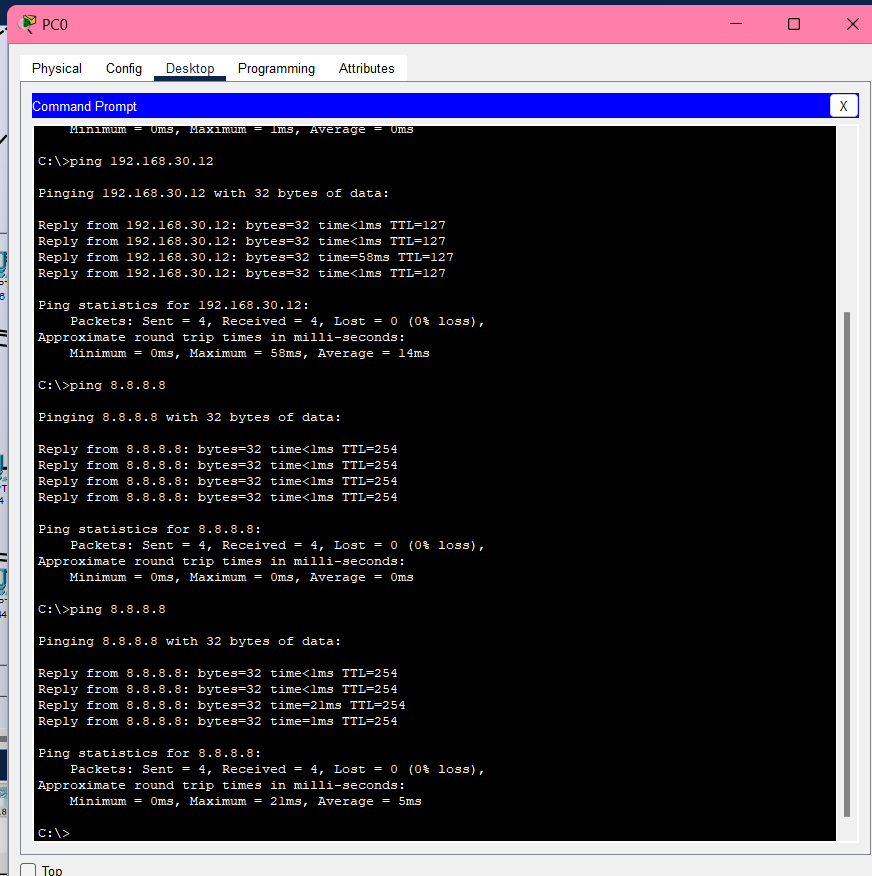 PC0
Physical Config Desktop Programming Attributes
Command Prompt
X
Minimum = 0ms, Maximum = 1ms, Average = 0ms
C:\>ping 192.168.30.12
Pinging 192.168.30.12 with 32 bytes of data:
Reply from 192.168.30.12: bytes=32 time<1ms TTL=127
Reply from 192.168.30.12: bytes=32 time<1ms TTL=127
Reply from 192.168.30.12: bytes=32 time=58ms TTL=127
Reply from 192.168.30.12: bytes=32 time<1ms TTL=127
Ping statistics for 192.168.30.12:
Packets: Sent = 4, Received = 4, Lost = 0 (0% loss),
Approximate round trip times in milli-seconds:
Minimum = 0ms, Maximum = 58ms, Average = 14ms
C:\>ping 8.8.8.8
Pinging 8.8.8.8 with 32 bytes of data:
Reply from 8.8.8.8: bytes=32 time<1ms TTL=254
Reply from 8.8.8.8: bytes=32 time<1ms TTL=254
Reply from 8.8.8.8: bytes=32 time<1ms TTL=254
Reply from 8.8.8.8: bytes=32 time<1ms TTL=254
Ping statistics for 8.8.8.8:
Packets: Sent = 4, Received = 4, Lost = 0 (0% loss),
Approximate round trip times in milli-seconds:
Minimum = 0ms, Maximum = 0ms, Average = 0ms
C:\>ping 8.8.8.8
Pinging 8.8.8.8 with 32 bytes of data:
Reply from 8.8.8.8: bytes=32 time<1ms TTL=254
Reply from 8.8.8.8: bytes=32 time<1ms TTL=254
Reply from 8.8.8.8: bytes=32 time=21ms TTL=254
Reply from 8.8.8.8: bytes=32 time=1ms TTL=254
Ping statistics for 8.8.8.8:
Packets: Sent = 4, Received = 4, Lost = 0 (0% loss),
Approximate round trip times in milli-seconds:
Minimum = 0ms, Maximum = 21ms, Average = 5ms
C:\>
Top